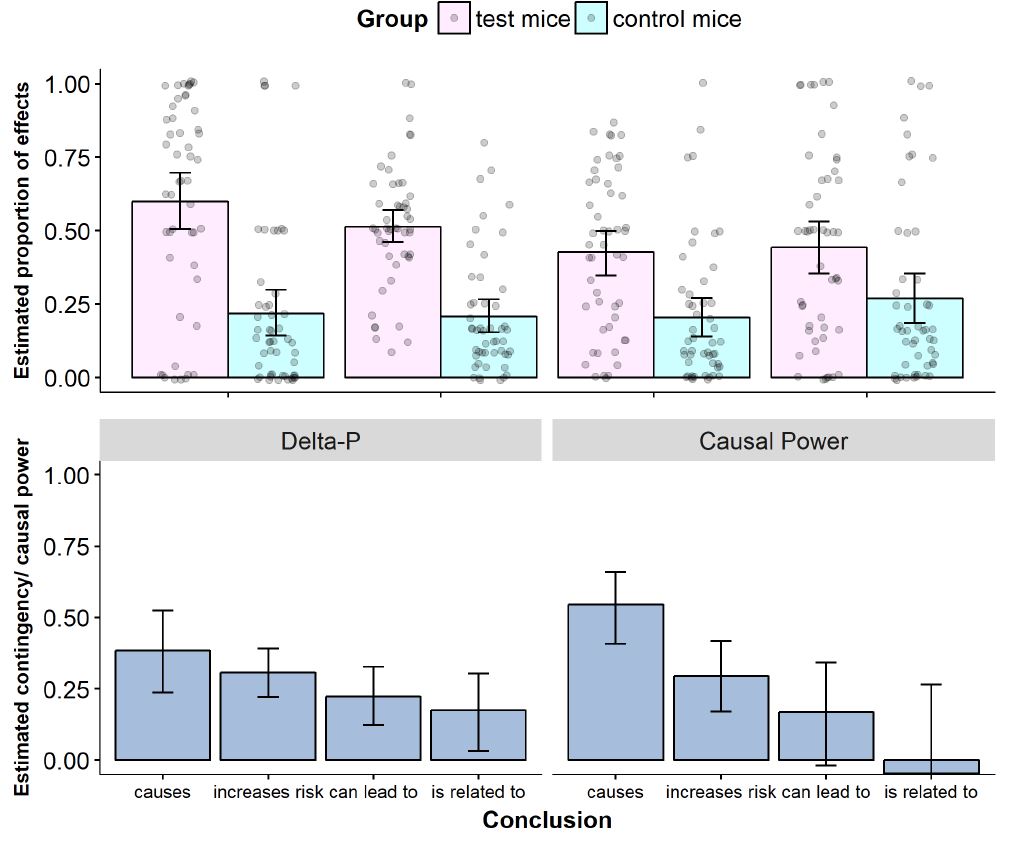 Group test mice control mice
Estimated proportion of effects
1.00
0.75
0.50
0.25
0.00
Delta-P
Causal Power
Estimated contingency/ causal power
1.00
0.75
0.50
0.25
0.00
causes increases risk can lead to is related to
causes increases risk can lead to is related to
Conclusion